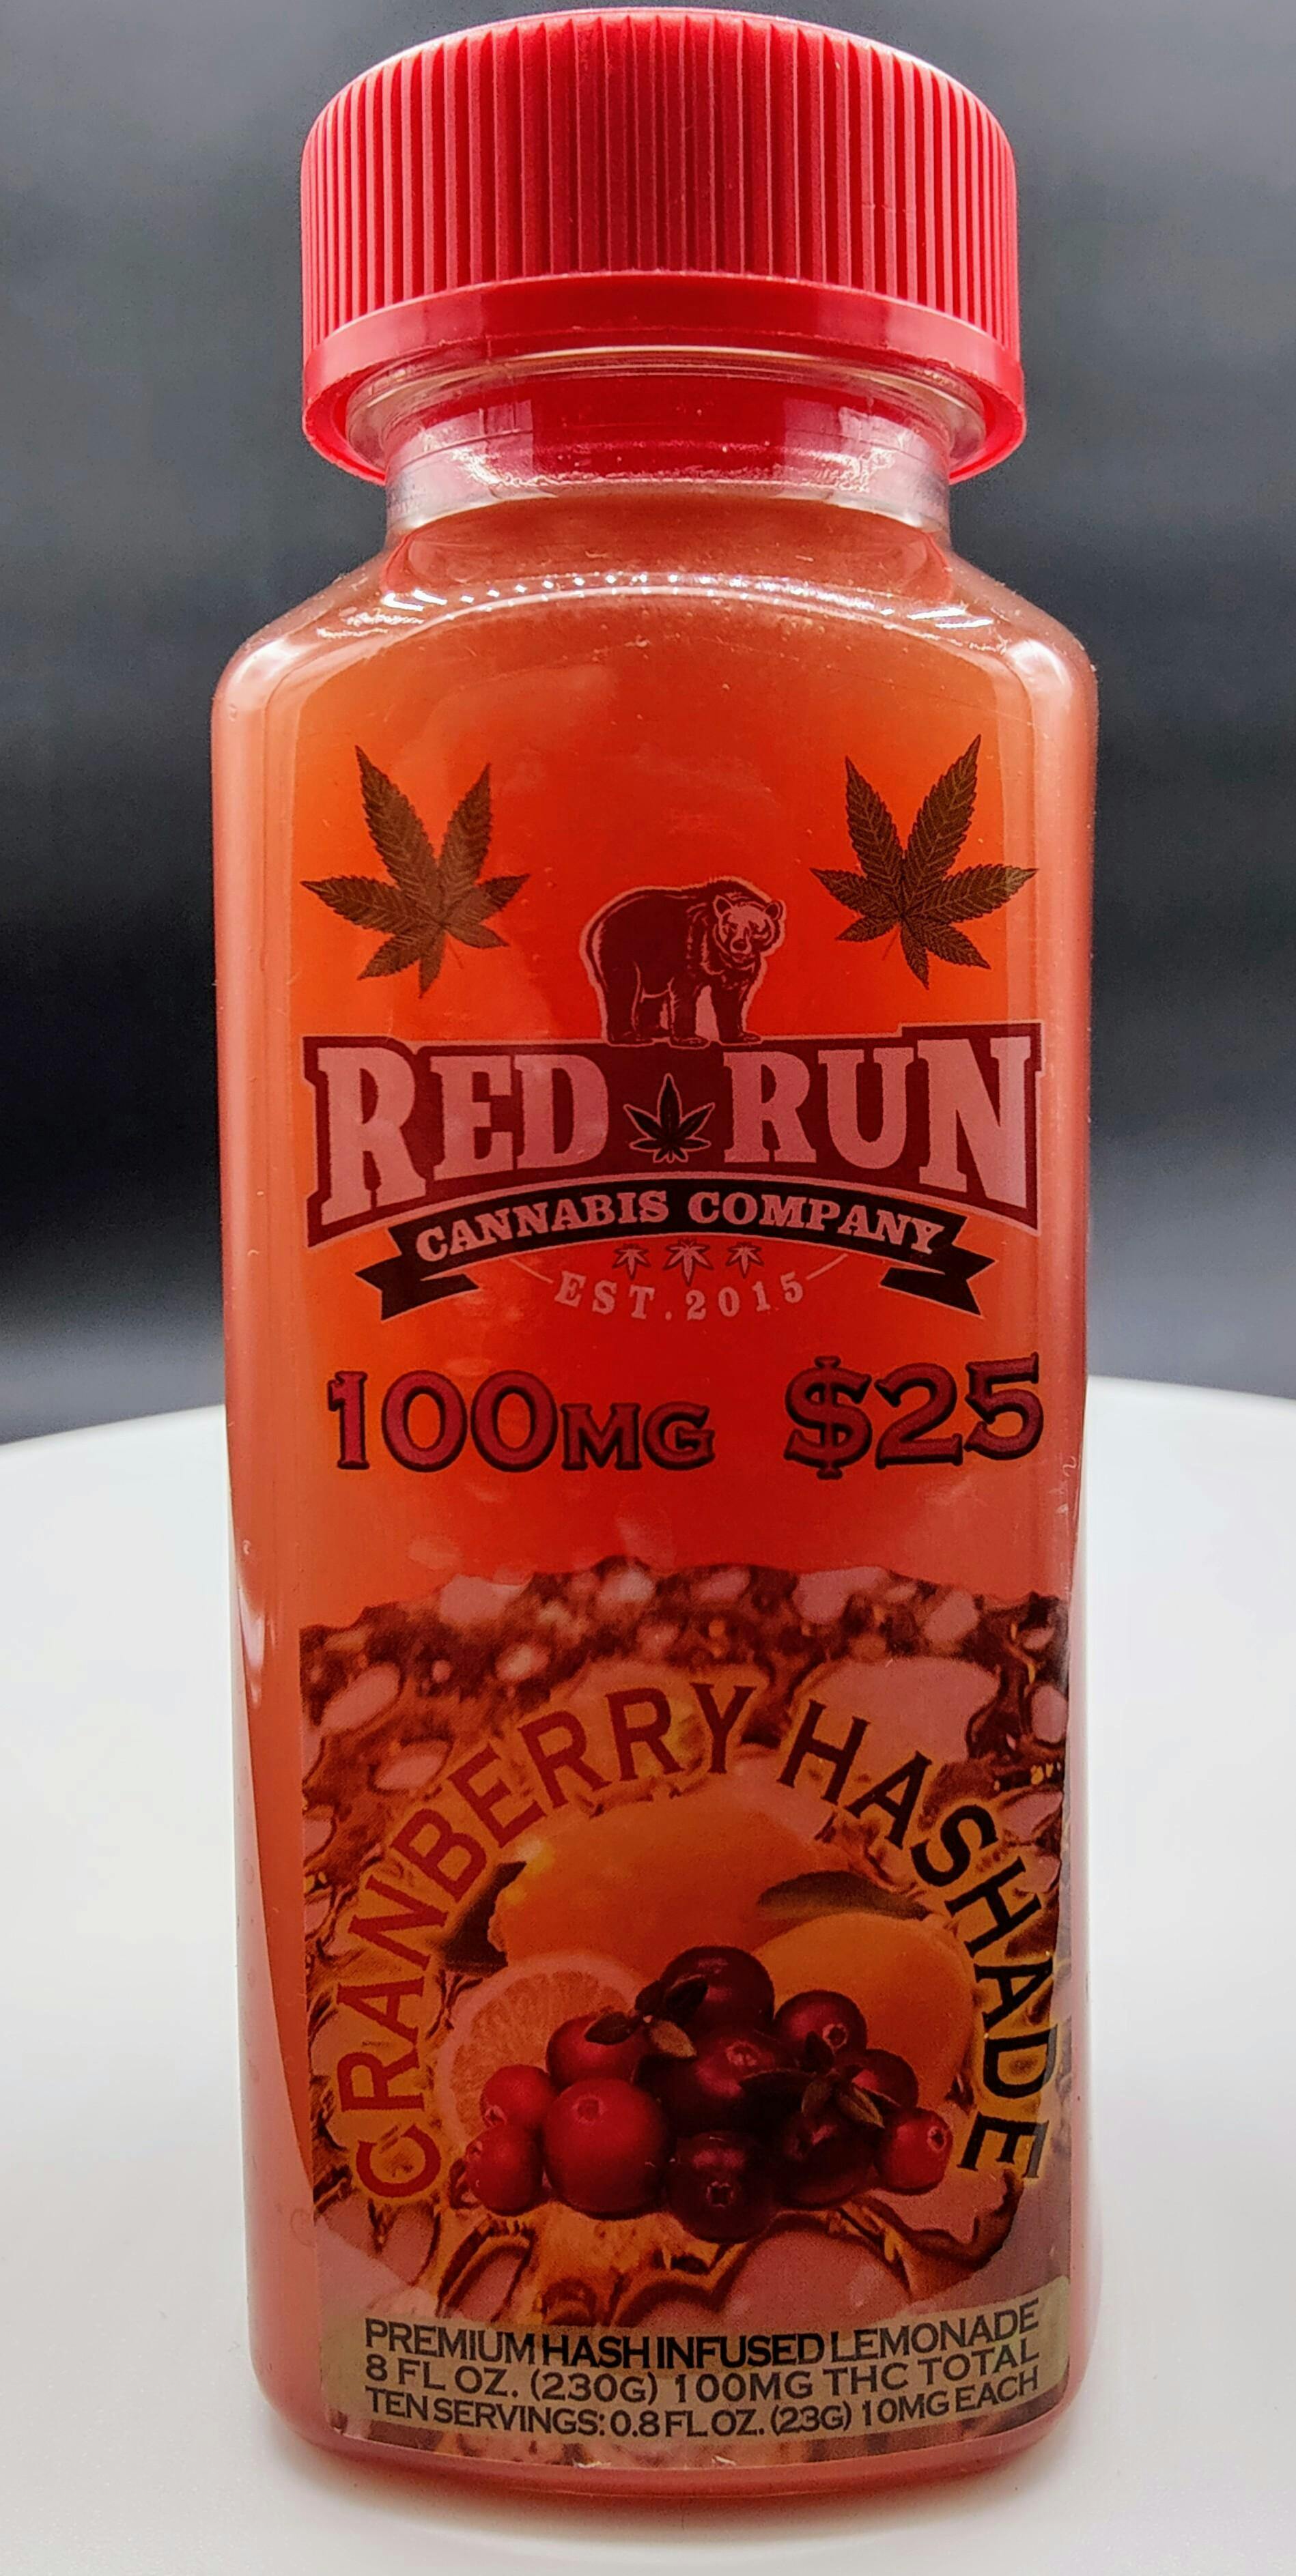 RED RUN
CANNABIS COMPANY
EST. 2015
100MG $25
CRANBERRY HASHADE
PREMIUM HASH INFUSED LEMONADE
8 FL OZ. (230G) 100MG THC TOTAL
TEN SERVINGS: 0.8 FL OZ. (23G) 10MG EACH